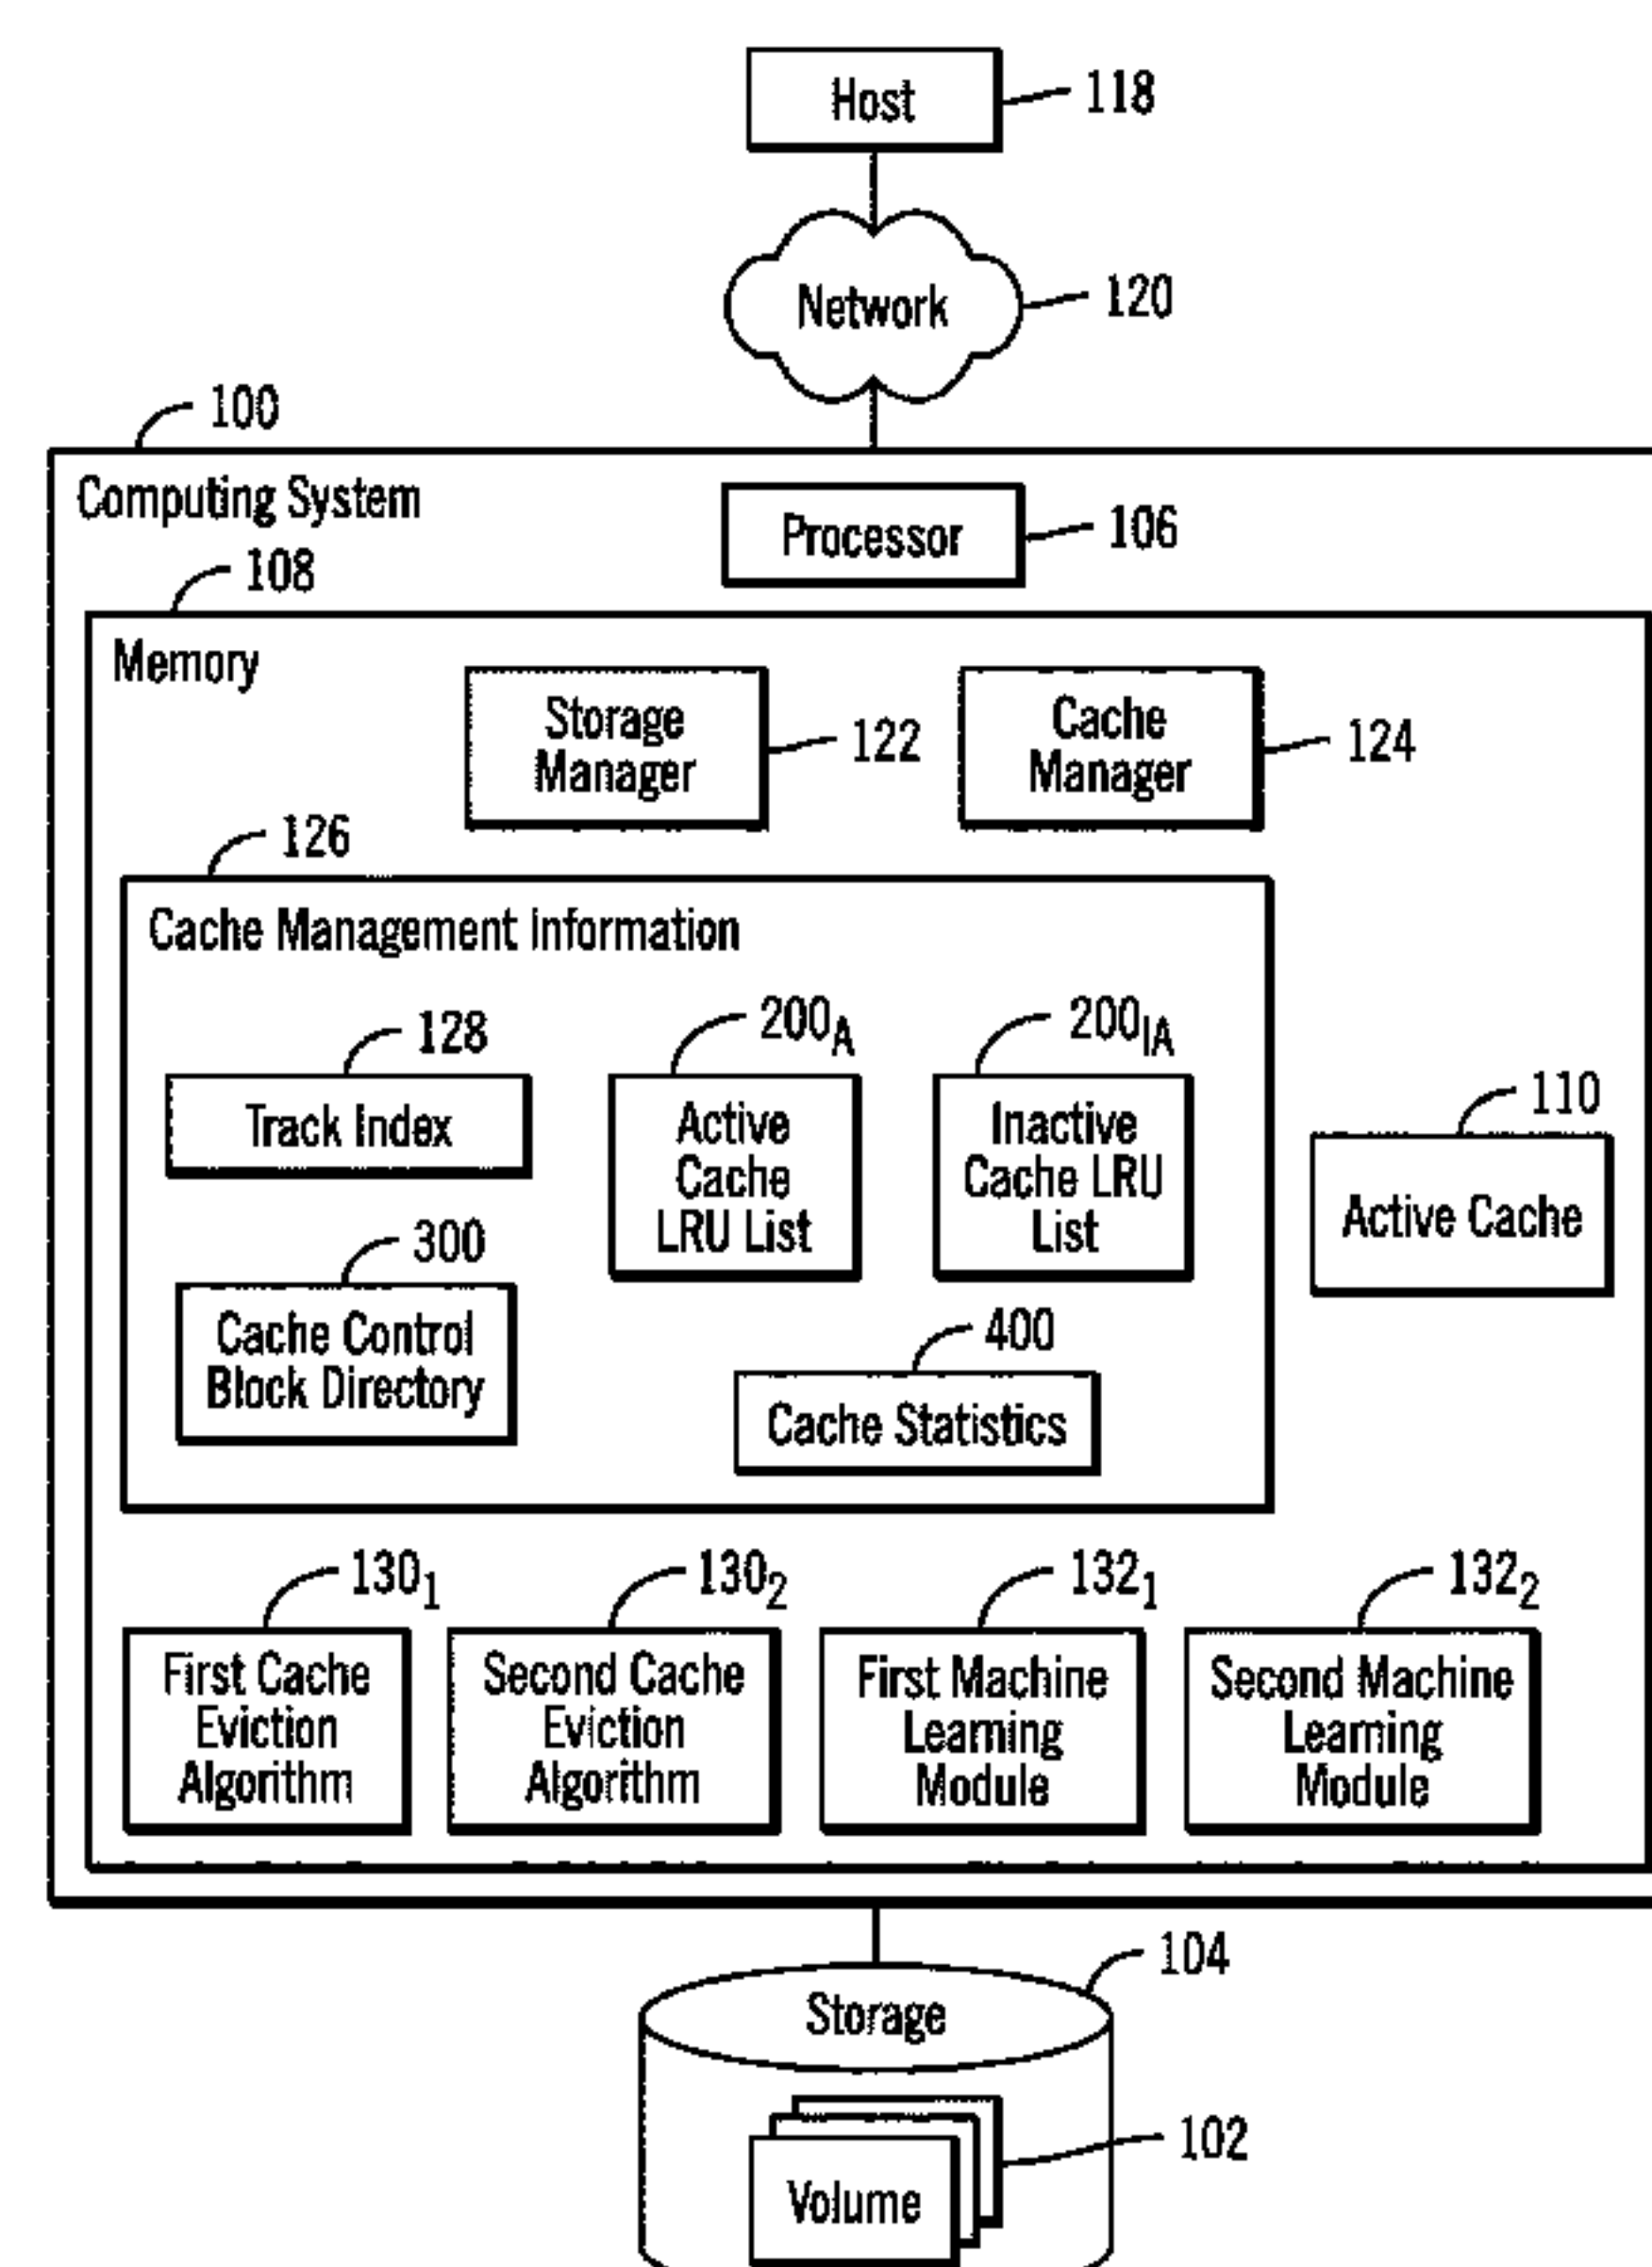 Host
118
Network
120
100
Computing System
Processor
106
108
Memory
Storage
Manager
122
Cache
Manager
124
126
Cache Management Information
128
Track Index
200A
Active
Cache
LRU List
200IA
Inactive
Cache LRU
List
110
Active Cache
300
Cache Control
Block Directory
400
Cache Statistics
1301
First Cache
Eviction
Algorithm
1302
Second Cache
Eviction
Algorithm
1321
First Machine
Learning
Module
1322
Second Machine
Learning
Module
104
Storage
102
Volume